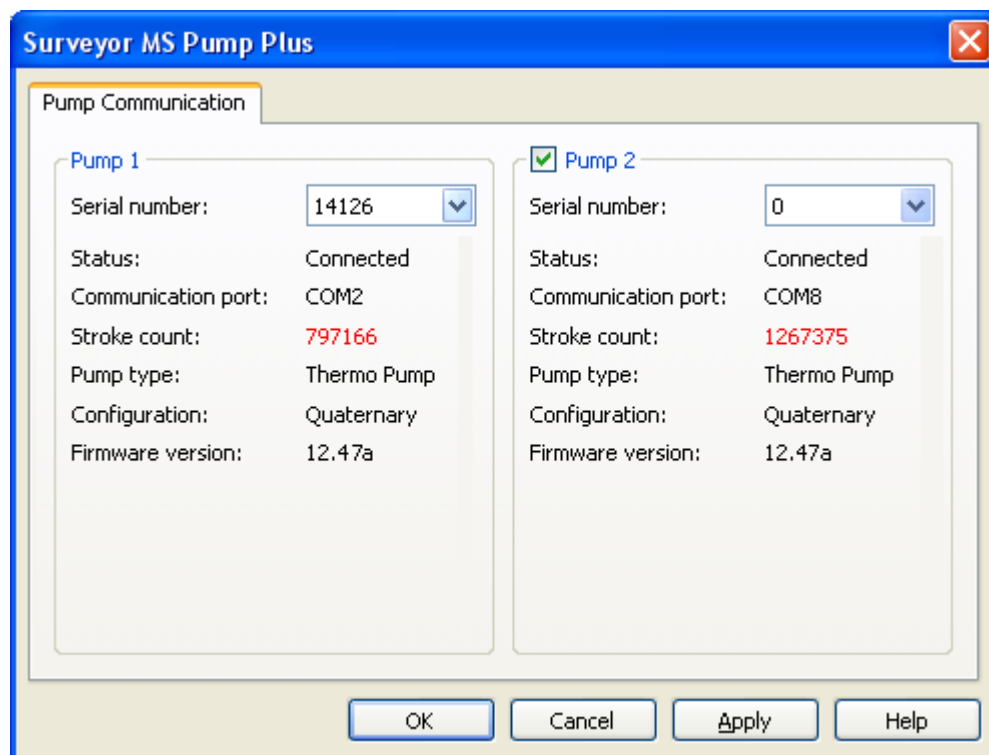 Surveyor MS Pump Plus
Pump Communication
Pump 1
Serial number: 14126
Status: Connected
Communication port: COM2
Stroke count: 797166
Pump type: Thermo Pump
Configuration: Quaternary
Firmware version: 12.47a
Pump 2
Serial number: 0
Status: Connected
Communication port: COM8
Stroke count: 1267375
Pump type: Thermo Pump
Configuration: Quaternary
Firmware version: 12.47a
OK Cancel Apply Help